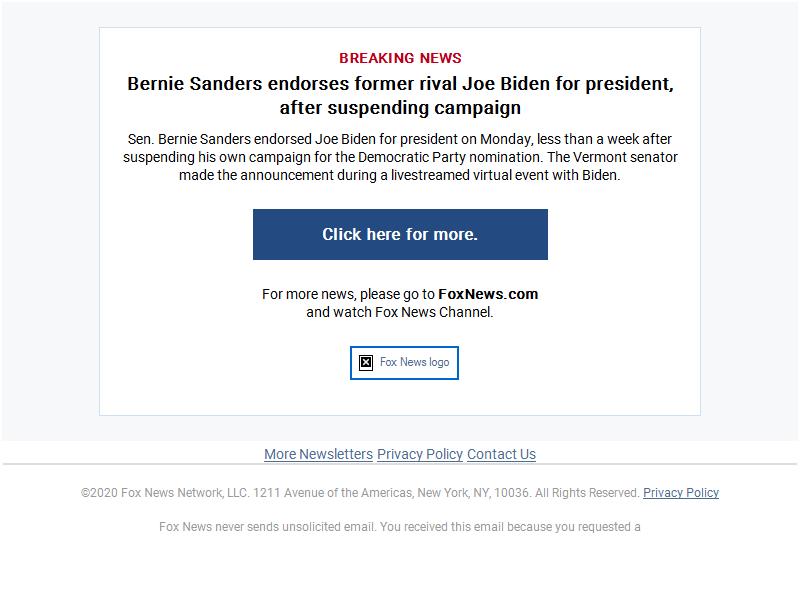 BREAKING NEWS
Bernie Sanders endorses former rival Joe Biden for president,
after suspending campaign
Sen. Bernie Sanders endorsed Joe Biden for president on Monday, less than a week after
suspending his own campaign for the Democratic Party nomination. The Vermont senator
made the announcement during a livestreamed virtual event with Biden.
Click here for more.
For more news, please go to FoxNews.com
and watch Fox News Channel.
Fox News logo
More Newsletters Privacy Policy Contact Us
©2020 Fox News Network, LLC. 1211 Avenue of the Americas, New York, NY, 10036. All Rights Reserved. Privacy Policy
Fox News never sends unsolicited email. You received this email because you requested a